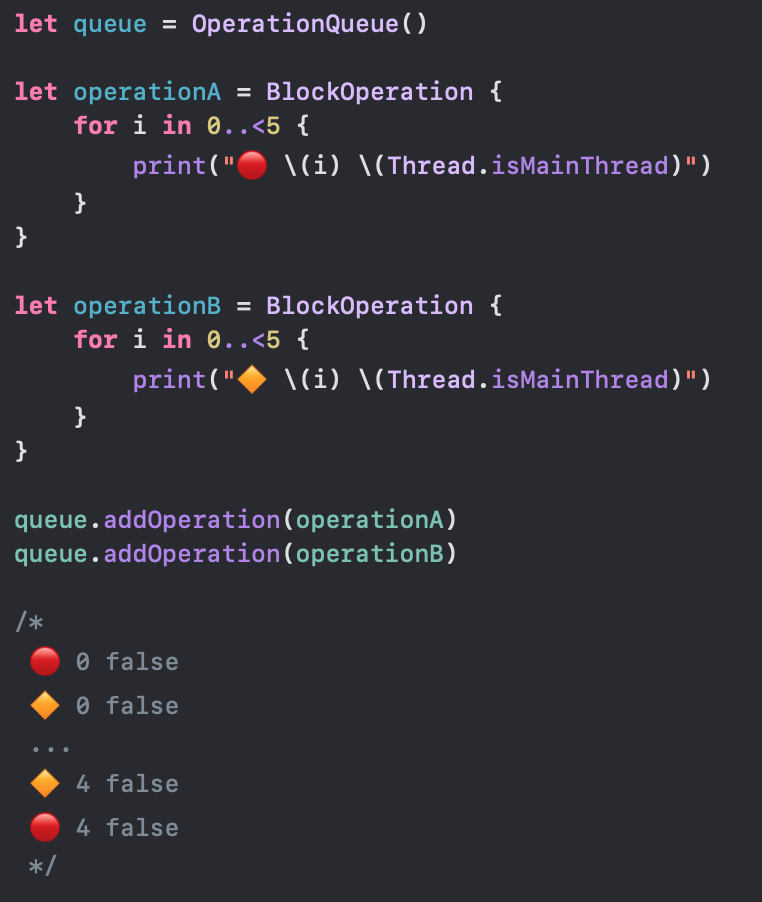 let queue = OperationQueue()
let operationA = BlockOperation {
    for i in 0..<5 {
        print("🔴 \(i) \(Thread.isMainThread)")
    }
}
let operationB = BlockOperation {
    for i in 0..<5 {
        print("🔶 \(i) \(Thread.isMainThread)")
    }
}
queue.addOperation(operationA)
queue.addOperation(operationB)
/*
 🔴 0 false
 🔶 0 false
 ...
 🔶 4 false
 🔴 4 false
 */